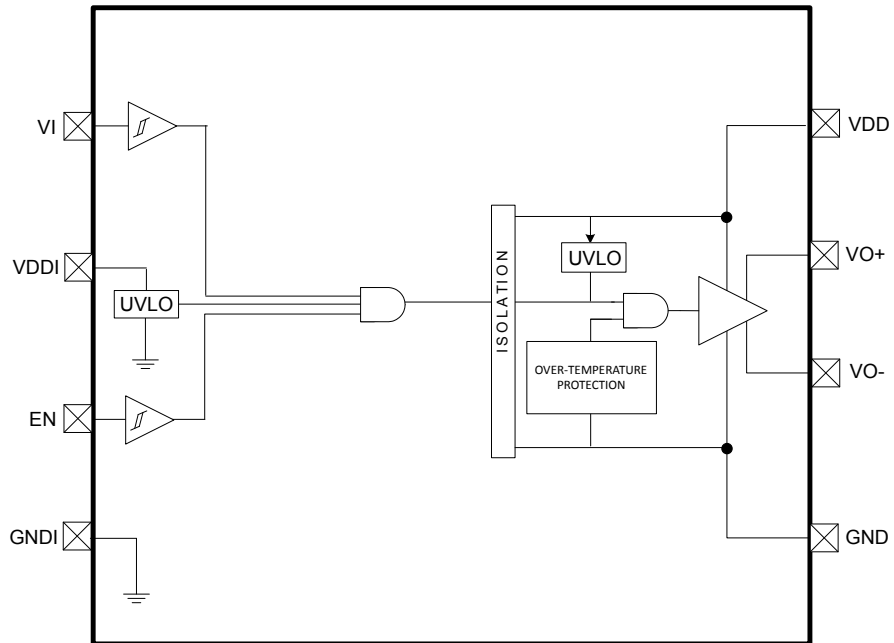 VI
VDD
VDDI
UVLO
ISOLATION
UVLO
VO+
OVER-TEMPERATURE
PROTECTION
VO-
EN
GNDI
GND